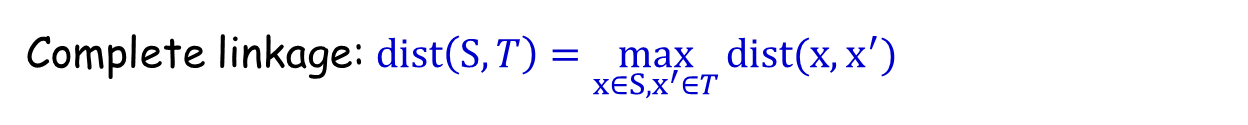 Complete linkage: dist(S, T) = max dist(x, x′)
x∈S,x′∈T